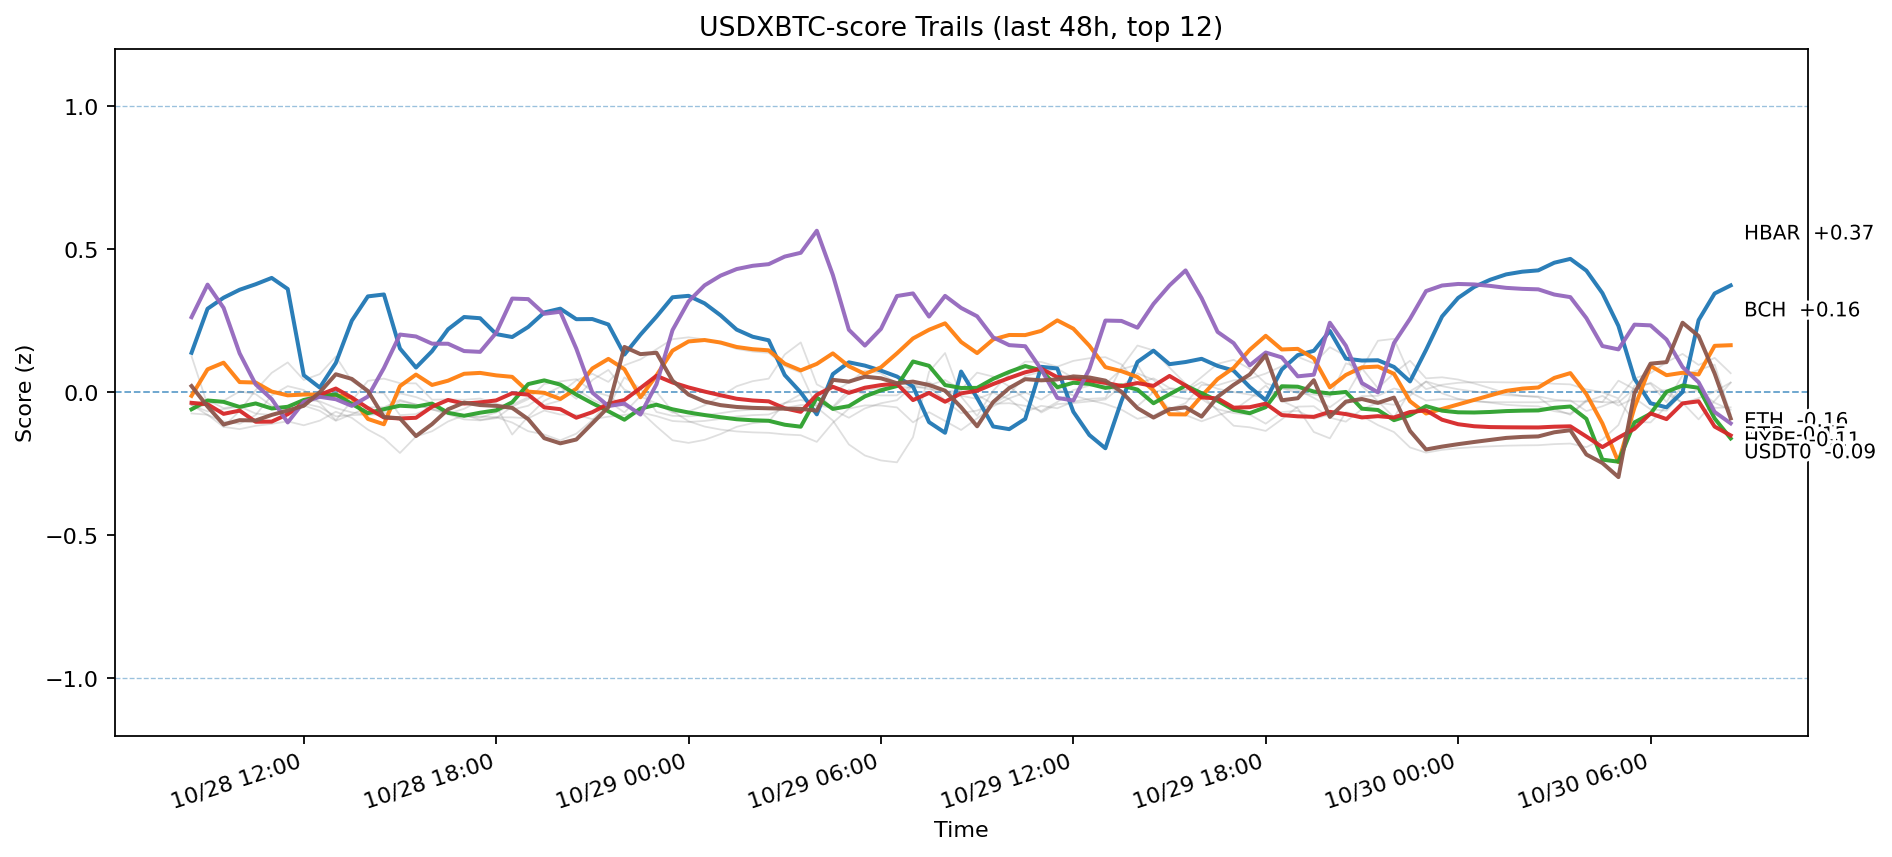 USDXBTC-score Trails (last 48h, top 12)
Score (z)
1.0
0.5
0.0
−0.5
−1.0
HBAR +0.37
BCH +0.16
ETH -0.16
HYPE -0.11
USDT0 -0.09
10/28 12:00
10/28 18:00
10/29 00:00
10/29 06:00
10/29 12:00
10/29 18:00
10/30 00:00
10/30 06:00
Time